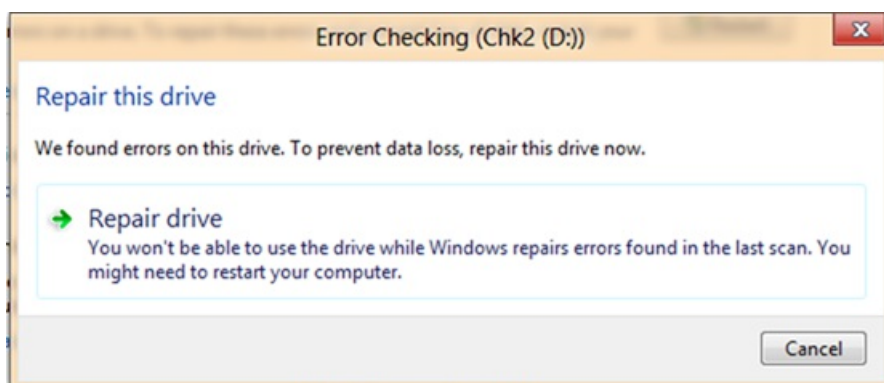 Error Checking (Chk2 (D:))
Repair this drive
We found errors on this drive. To prevent data loss, repair this drive now.
Repair drive
You won't be able to use the drive while Windows repairs errors found in the last scan. You
might need to restart your computer.
Cancel